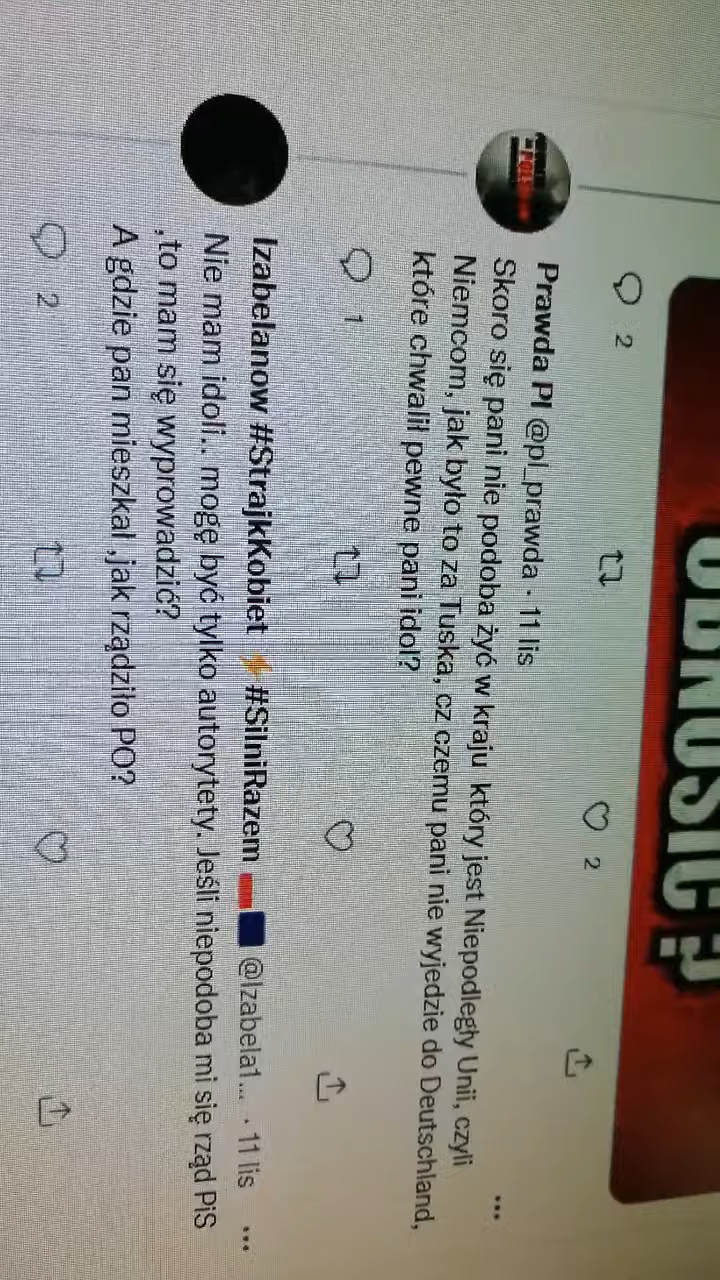 2
2
Prawda Pl @pl_prawda · 11 lis ...
Skoro się pani nie podoba żyć w kraju który jest Niepodległy Unii, czyli
Niemcom, jak było to za Tuska, cz czemu pani nie wyjedzie do Deutschland,
które chwalił pewne pani idol?
1
Izabelanow #StrajkKobiet ⚡#SilniRazem 🇵🇱🇪🇺 @Izabela1... · 11 lis ...
Nie mam idoli.. mogę być tylko autorytety. Jeśli niepodoba mi się rząd PiS
,to mam się wyprowadzić?
A gdzie pan mieszkał ,jak rządziło PO?
2